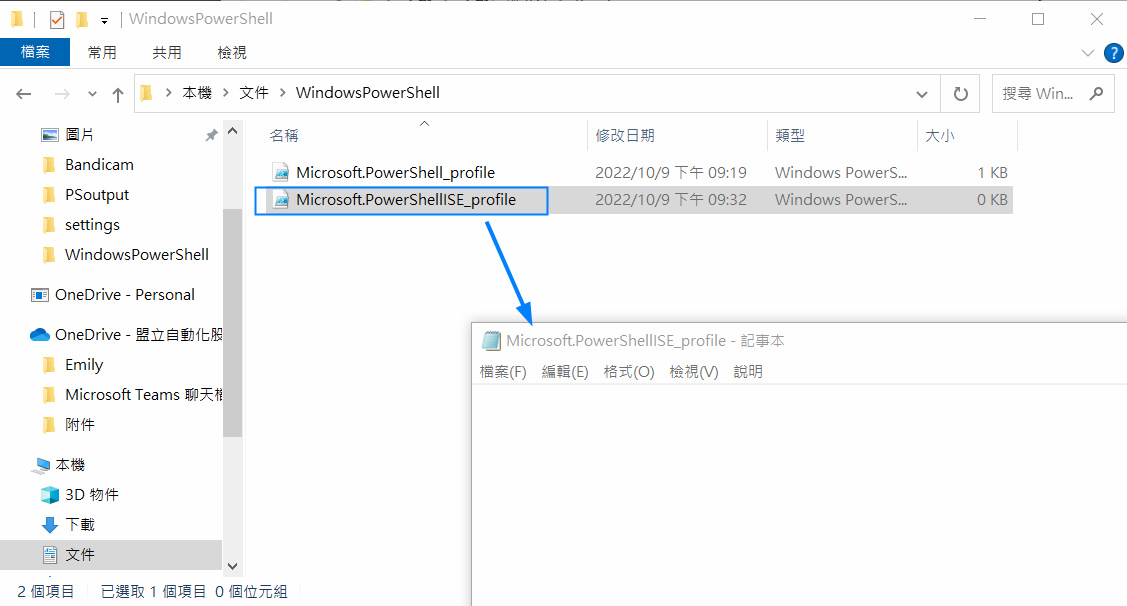 WindowsPowerShell
檔案 常用 共用 檢視
本機 文件 WindowsPowerShell 搜尋 Win...
圖片
Bandicam
PSoutput
settings
WindowsPowerShell
OneDrive - Personal
OneDrive - 盟立自動化股
Emily
Microsoft Teams 聊天檔
附件
本機
3D 物件
下載
文件
名稱 修改日期 類型 大小
Microsoft.PowerShell_profile 2022/10/9 下午 09:19 Windows PowerS... 1 KB
Microsoft.PowerShellISE_profile 2022/10/9 下午 09:32 Windows PowerS... 0 KB
Microsoft.PowerShellISE_profile - 記事本
檔案(F) 編輯(E) 格式(O) 檢視(V) 說明
2 個項目 已選取 1 個項目 0 個位元組